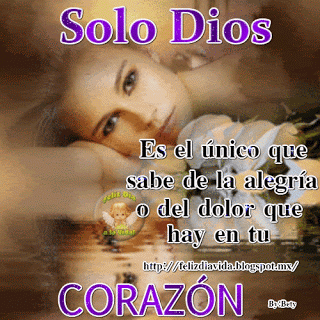 Solo Dios
Es el único que
sabe de la alegría
o del dolor que
hay en tu
http://felizdiavida.blogspot.mx/
CORAZÓN
By:Bety